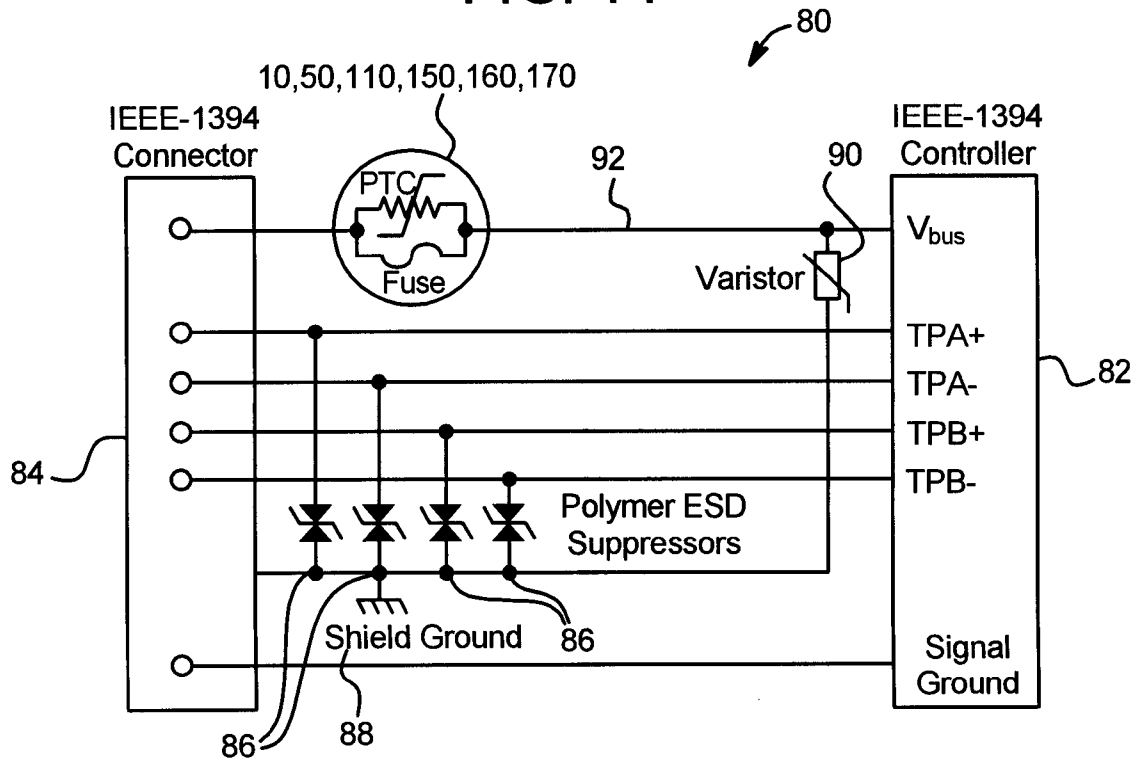 80
10,50,110,150,160,170
IEEE-1394
Connector
IEEE-1394
Controller
PTC
Fuse
92
90
Vbus
Varistor
TPA+
TPA-
82
TPB+
84
TPB-
Polymer ESD
Suppressors
Shield Ground
86
Signal
Ground
86
88